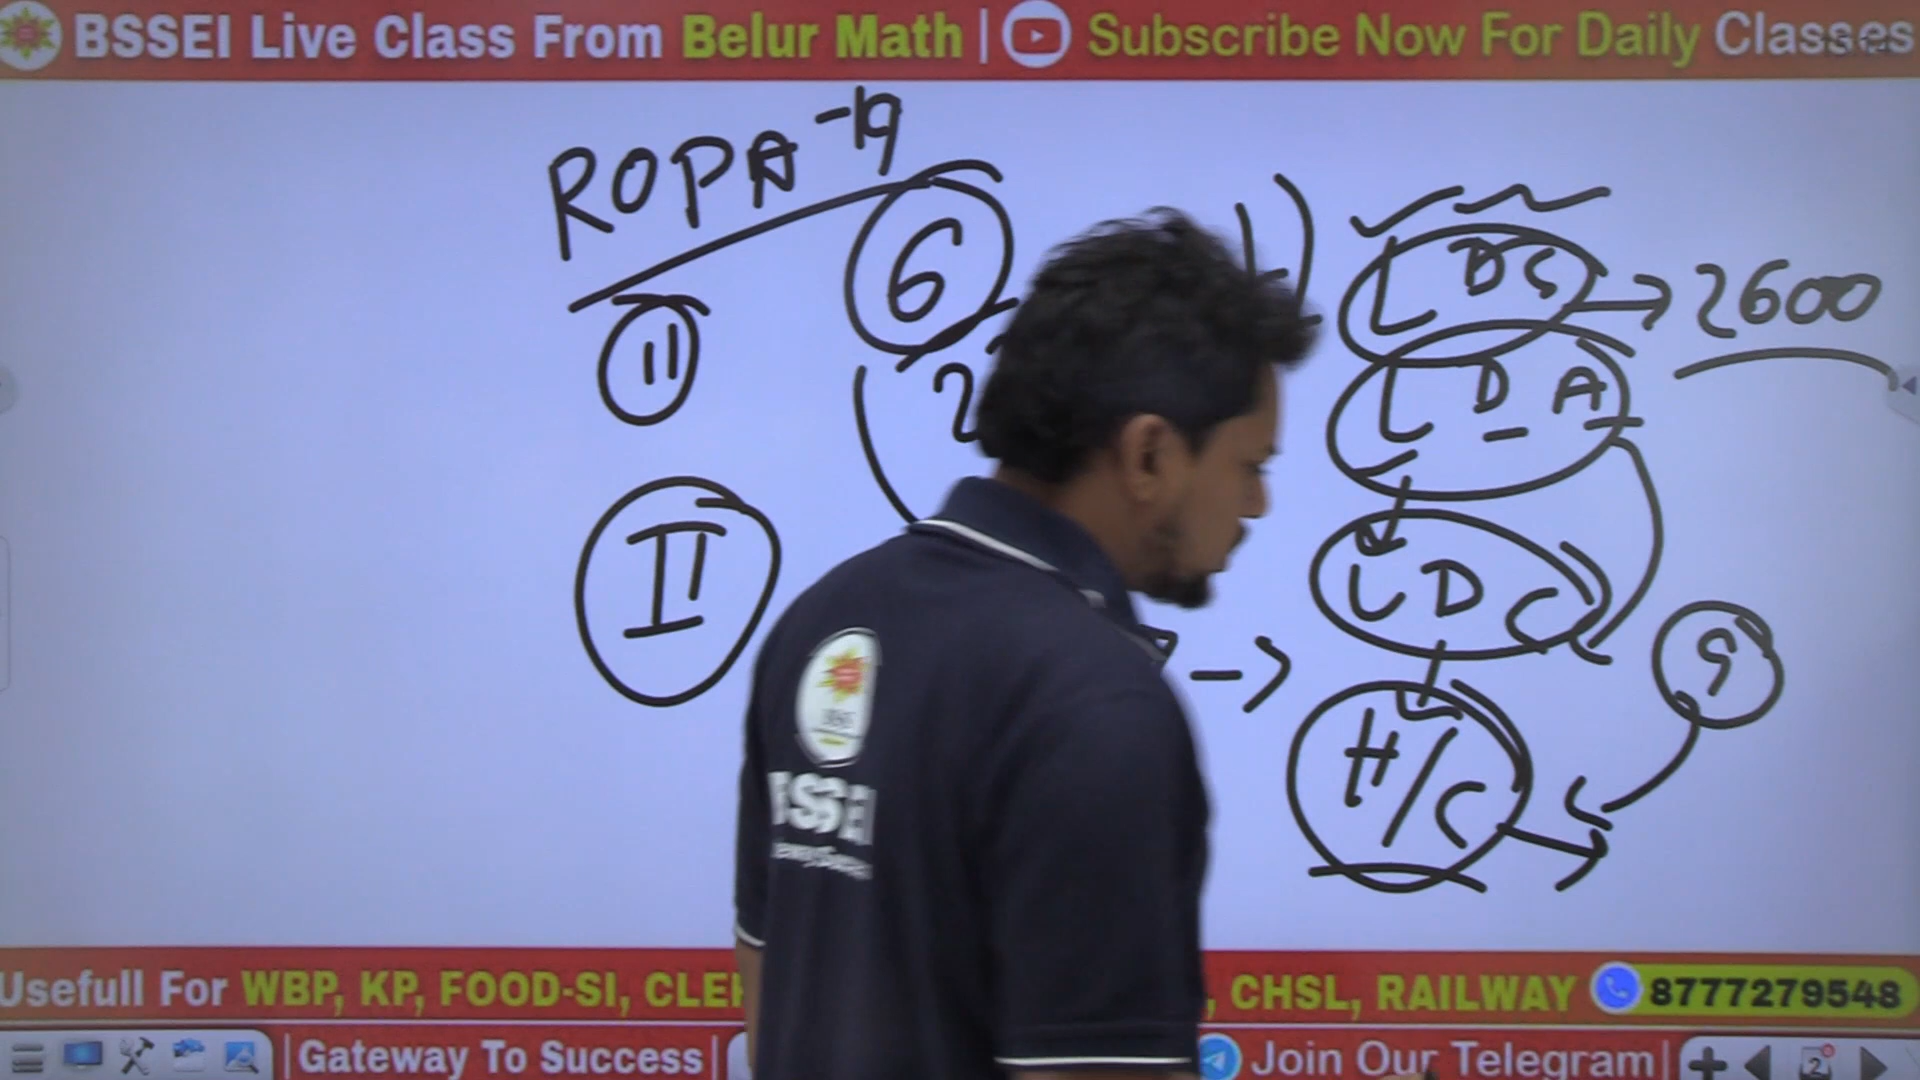 BSSEI Live Class From Belur Math | Subscribe Now For Daily Classes
ROPA-19
6
11
II
LDS → 2600
LDA
LDC
H/C
9
BSSEI
Usefull For WBP, KP, FOOD-SI, , CHSL, RAILWAY 8777279548
|Gateway To Success| Join Our Telegram|
2